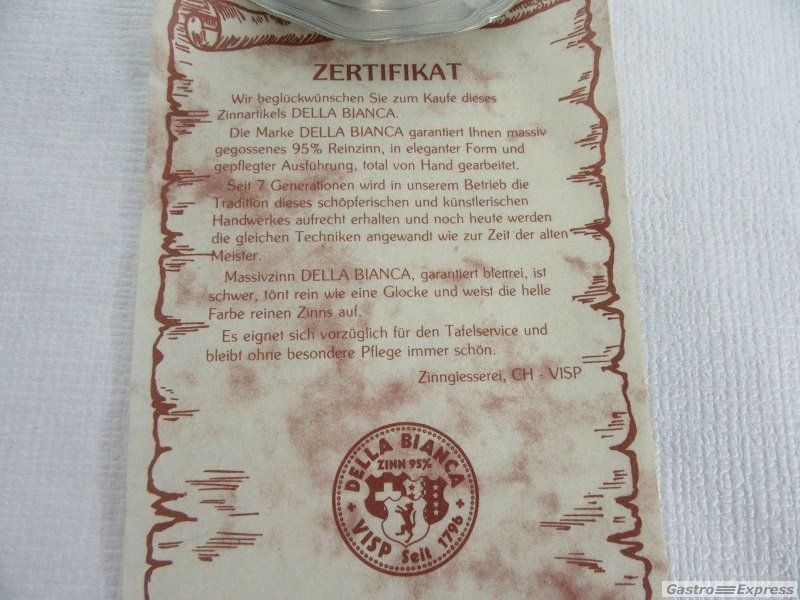 ZERTIFIKAT
Wir beglückwünschen Sie zum Kaufe dieses
Zinnartikels DELLA BIANCA.
Die Marke DELLA BIANCA garantiert Ihnen massiv
gegossenes 95% Reinzinn, in eleganter Form und
gepflegter Ausführung, total von Hand gearbeitet.
Seit 7 Generationen wird in unserem Betrieb die
Tradition dieses schöpferischen und künstlerischen
Handwerkes aufrecht erhalten und noch heute werden
die gleichen Techniken angewandt wie zur Zeit der alten
Meister.
Massivzinn DELLA BIANCA, garantiert bleifrei, ist
schwer, tönt rein wie eine Glocke und weist die helle
Farbe reinen Zinns auf.
Es eignet sich vorzüglich für den Tafelservice und
bleibt ohne besondere Pflege immer schön.
Zinngiesserei, CH - VISP
DELLA BIANCA
ZINN 95%
VISP Seit 1796
Gastro Express